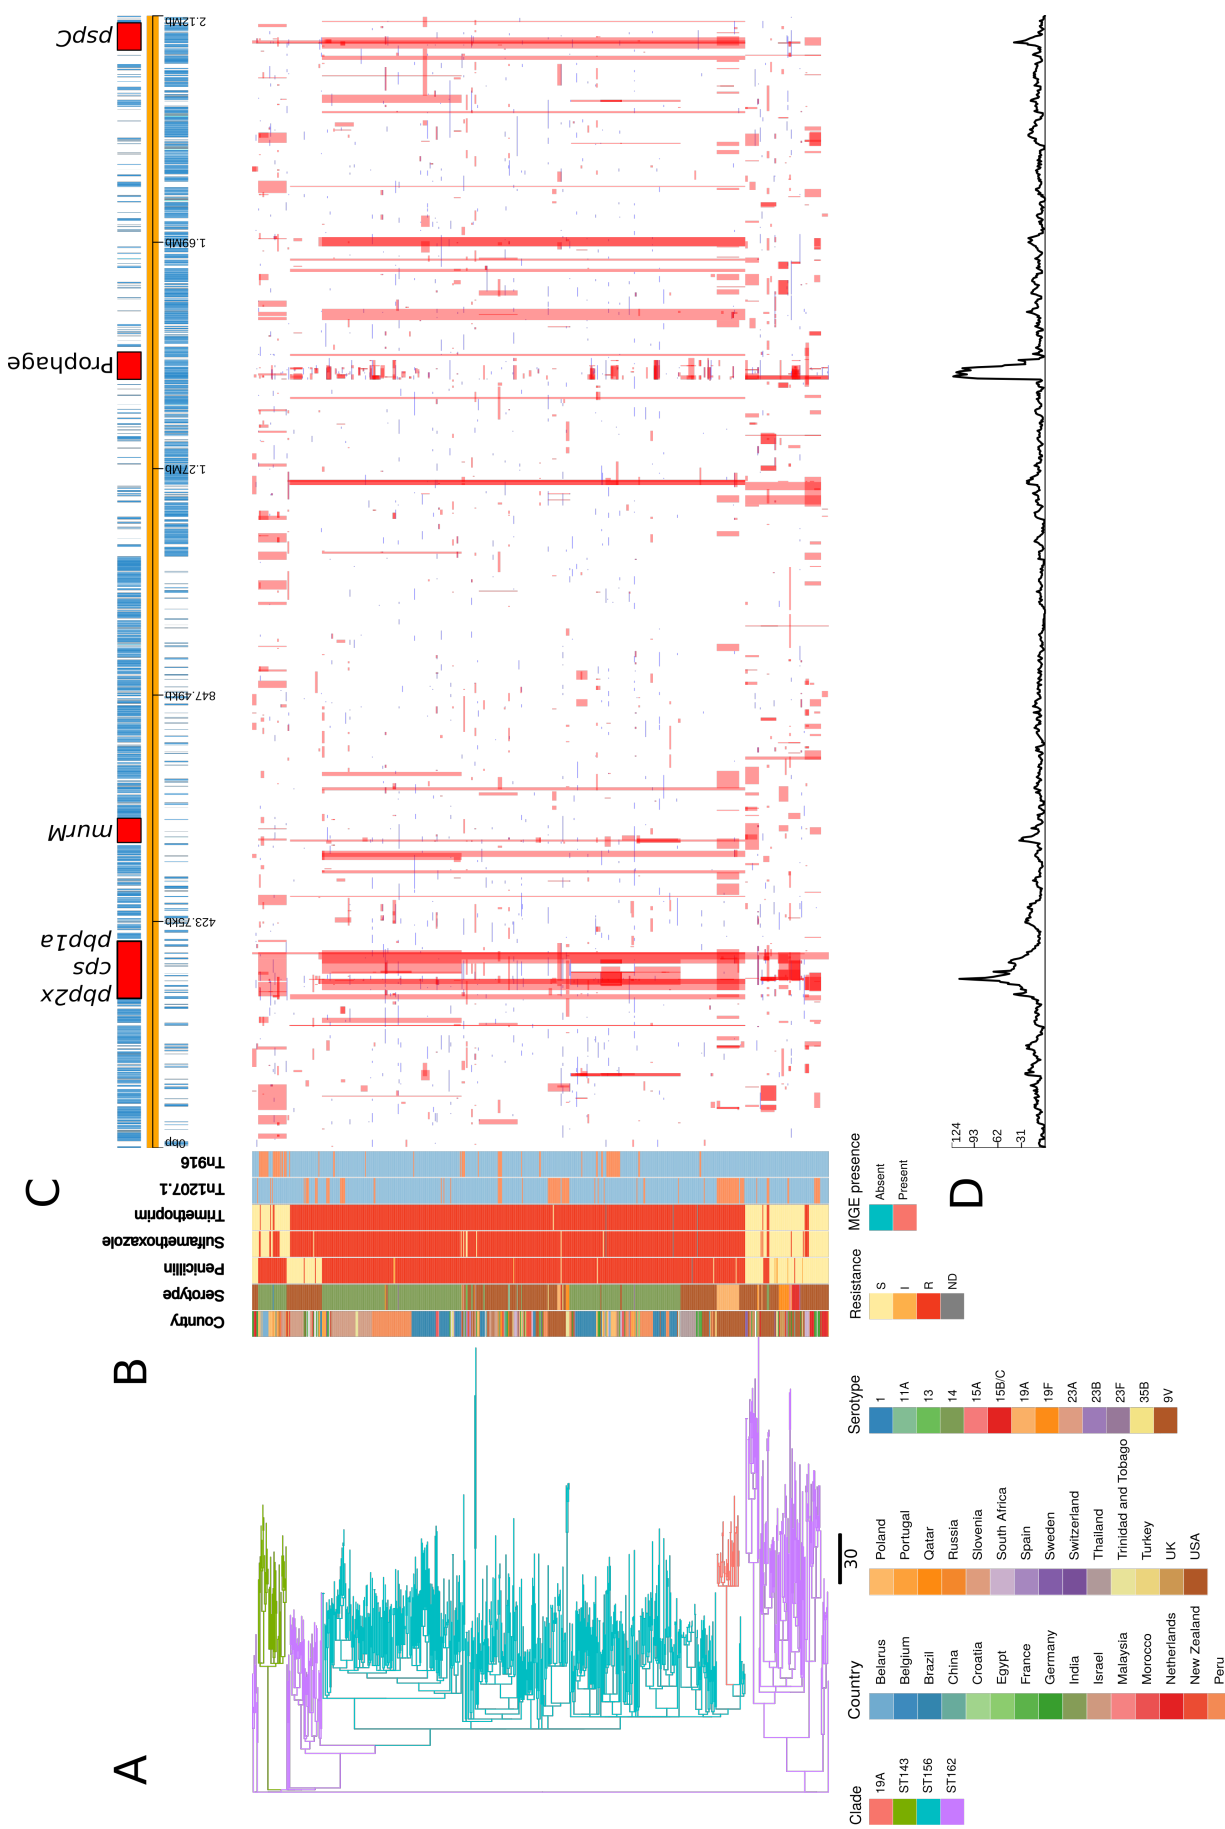 A
B
C
D
pbp2x
cps
pbp1a
murM
Prophage
pspC
0bp
423.75kb
847.49kb
1.27Mb
1.69Mb
2.12Mb
Country
Serotype
Penicillin
Sulfamethoxazole
Trimethoprim
Tn1207.1
Tn916
124
93
62
31
30
Clade
19A
ST143
ST156
ST162
Country
Belarus
Belgium
Brazil
China
Croatia
Egypt
France
Germany
India
Israel
Malaysia
Morocco
Netherlands
New Zealand
Peru
Poland
Portugal
Qatar
Russia
Slovenia
South Africa
Spain
Sweden
Switzerland
Thailand
Trinidad and Tobago
Turkey
UK
USA
Serotype
1
11A
13
14
15A
15B/C
19A
19F
23A
23B
23F
35B
9V
Resistance
S
I
R
ND
MGE presence
Absent
Present